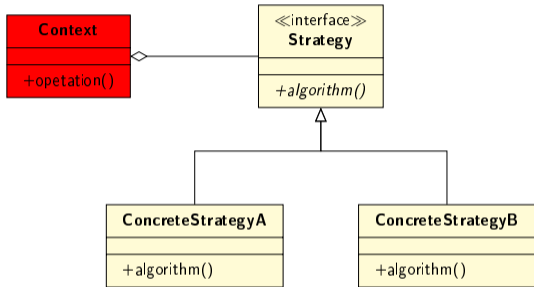 Context
+opetation()
≪interface≫
Strategy
+algorithm()
ConcreteStrategyA
+algorithm()
ConcreteStrategyB
+algorithm()